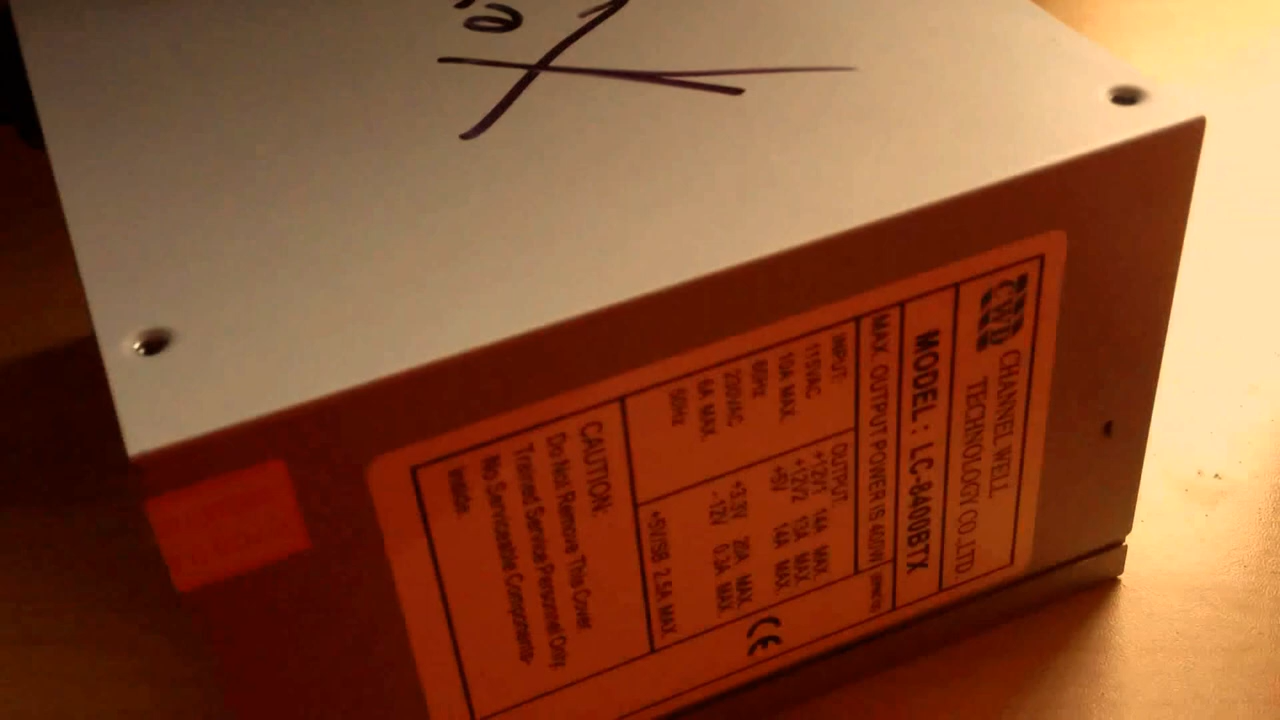 CWD CHANNEL WELL
TECHNOLOGY CO., LTD.
MODEL : LC-8400BTX
MAX. OUTPUT POWER IS 400W
INPUT:
115VAC
10A MAX.
60Hz
230VAC
6A MAX.
50Hz
OUTPUT:
+12V1 14A MAX.
+12V2 13A MAX.
+5V 14A MAX.
+3.3V 20A MAX.
-12V 0.3A MAX.
+5VSB 2.5A MAX
CE
CAUTION:
Do Not Remove This Cover
Trained Service Personnel Only,
No Serviceable Components
Inside.